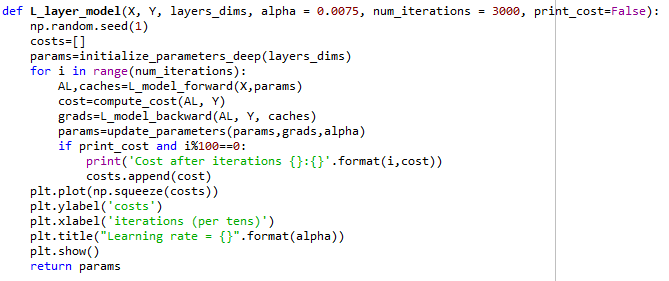 def L_layer_model(X, Y, layers_dims, alpha = 0.0075, num_iterations = 3000, print_cost=False):
    np.random.seed(1)
    costs=[]
    params=initialize_parameters_deep(layers_dims)
    for i in range(num_iterations):
        AL,caches=L_model_forward(X,params)
        cost=compute_cost(AL, Y)
        grads=L_model_backward(AL, Y, caches)
        params=update_parameters(params,grads,alpha)
        if print_cost and i%100==0:
            print('Cost after iterations {}:{}'.format(i,cost))
            costs.append(cost)
    plt.plot(np.squeeze(costs))
    plt.ylabel('costs')
    plt.xlabel('iterations (per tens)')
    plt.title("Learning rate = {}".format(alpha))
    plt.show()
    return params